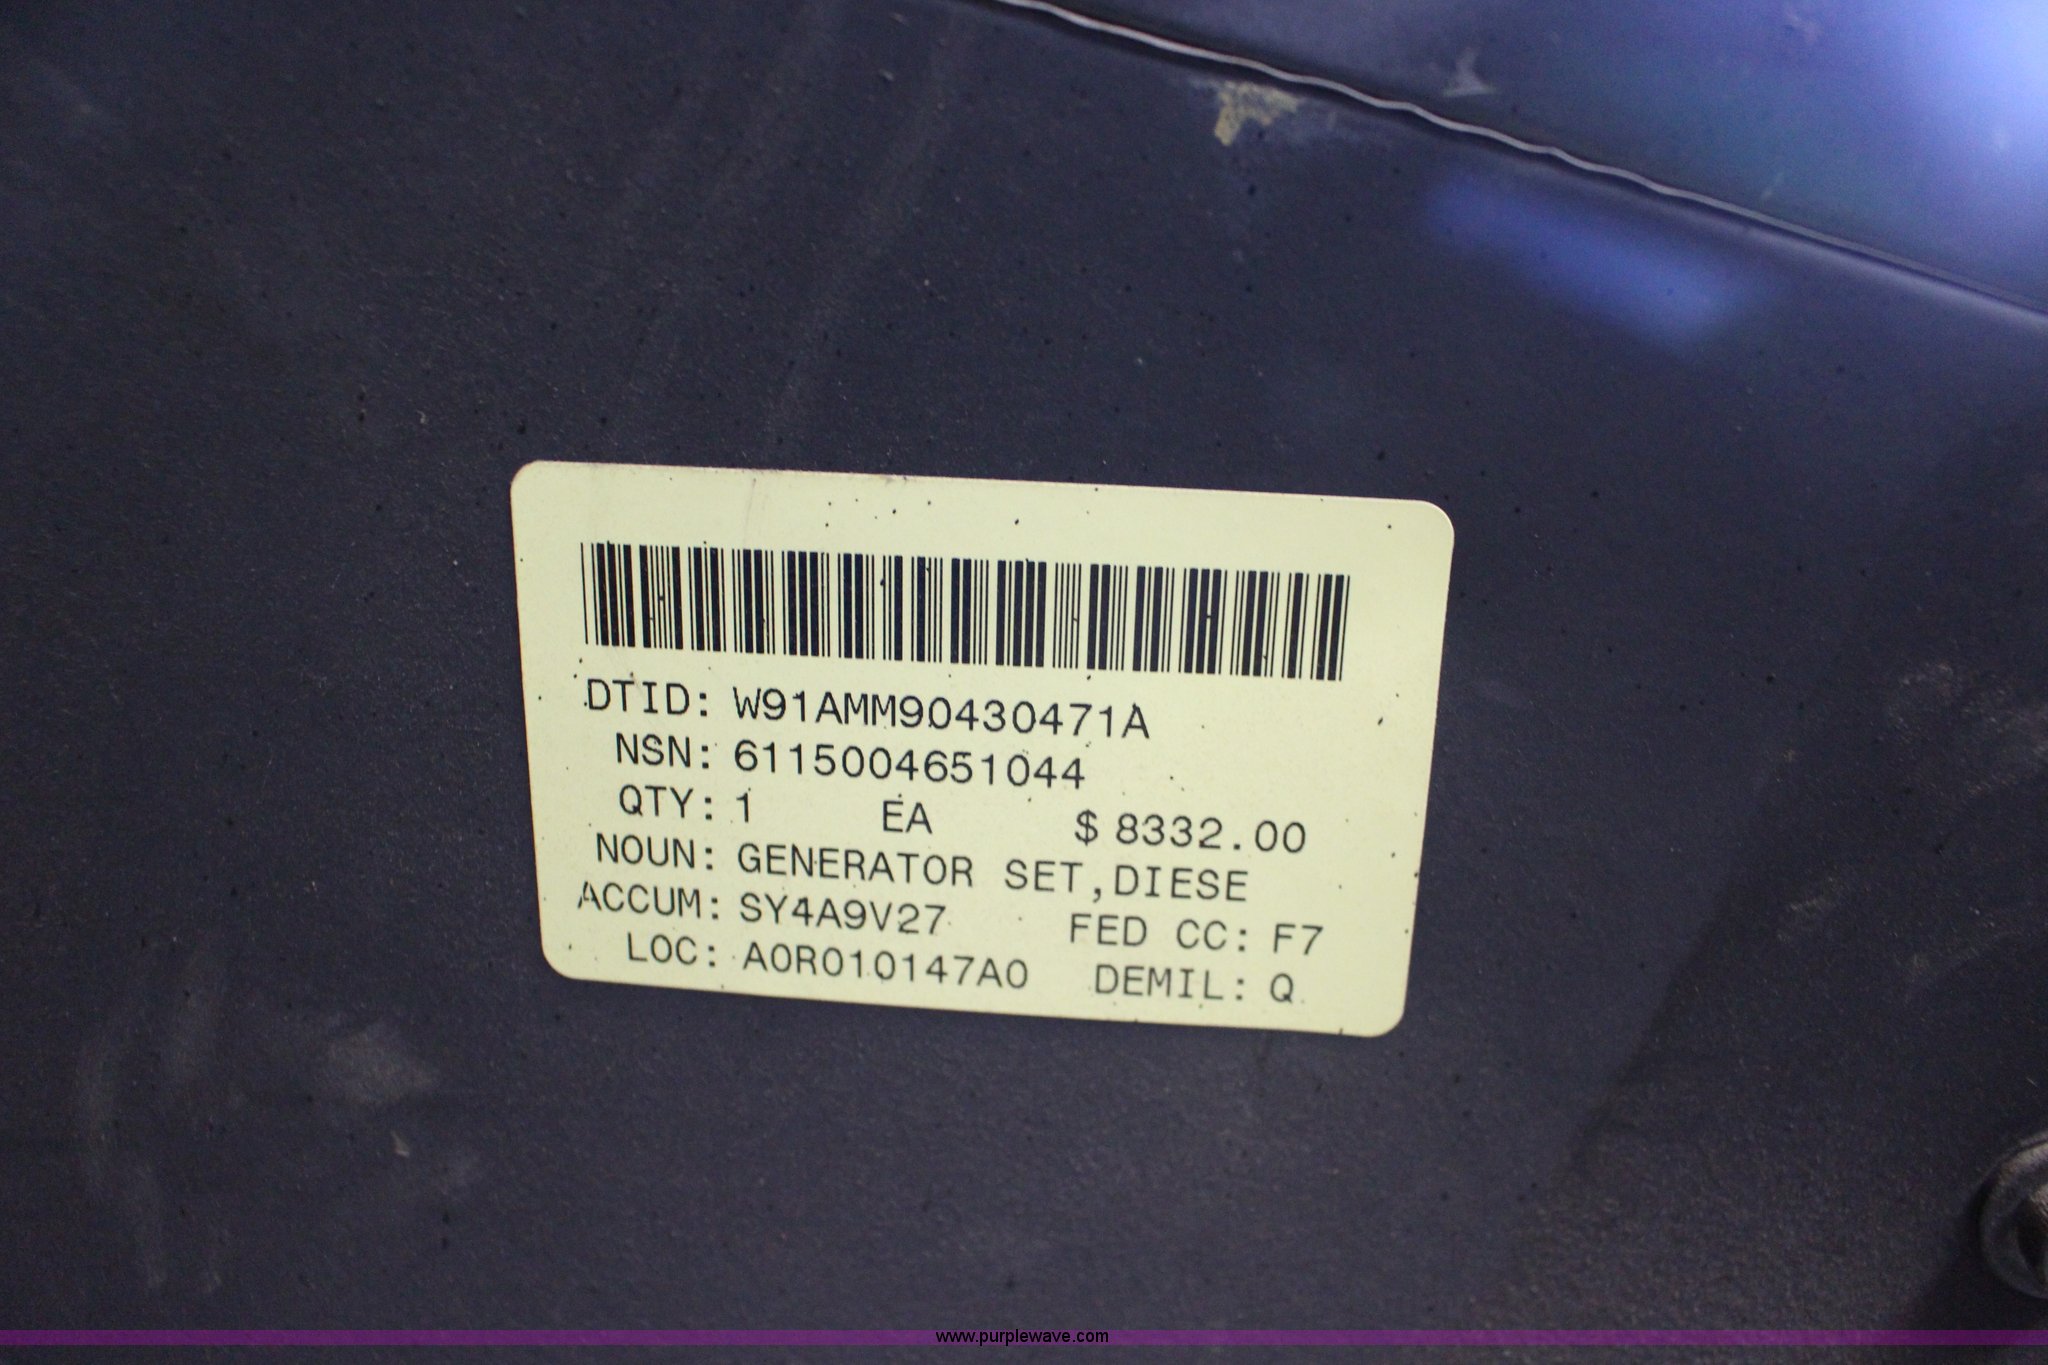 DTID: W91AMM90430471A
NSN: 6115004651044
QTY: 1 EA $ 8332.00
NOUN: GENERATOR SET,DIESE
ACCUM: SY4A9V27 FED CC: F7
LOC: A0R010147A0 DEMIL: Q
www.purplewave.com